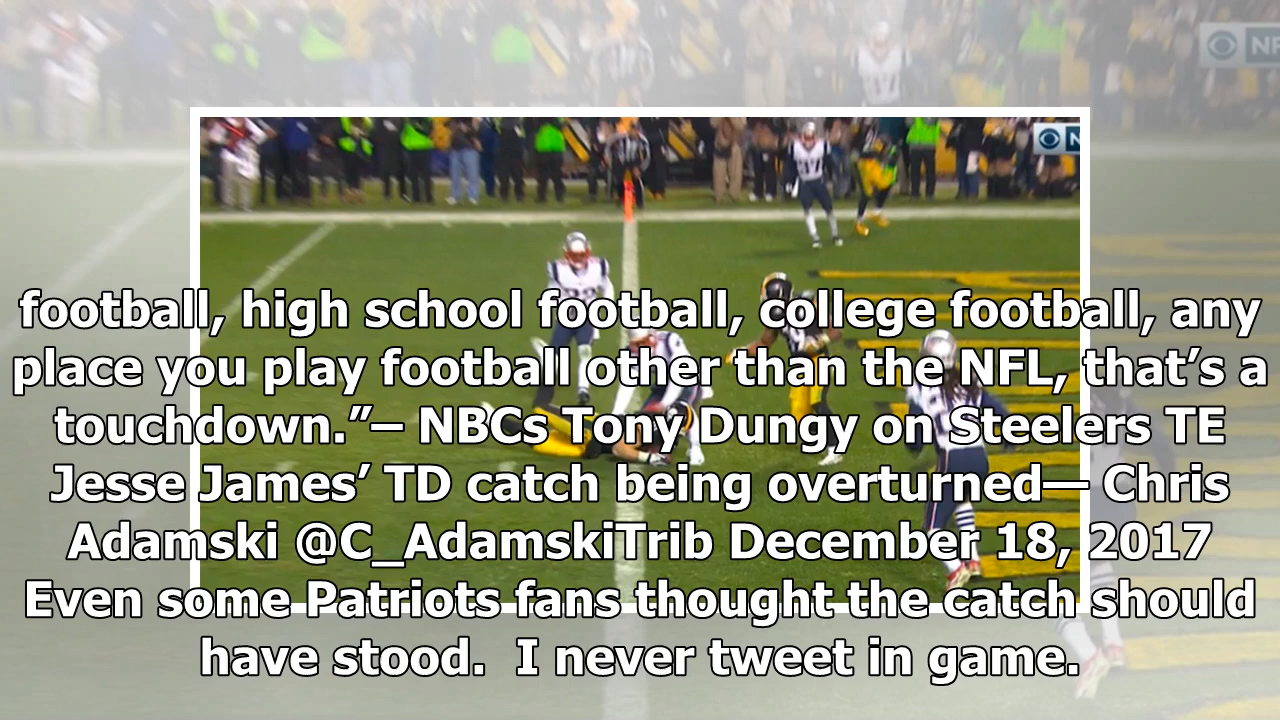 NF
N
football, high school football, college football, any
place you play football other than the NFL, that’s a
touchdown.”— NBCs Tony Dungy on Steelers TE
Jesse James’ TD catch being overturned— Chris
Adamski @C_AdamskiTrib December 18, 2017
Even some Patriots fans thought the catch should
have stood.  I never tweet in game.